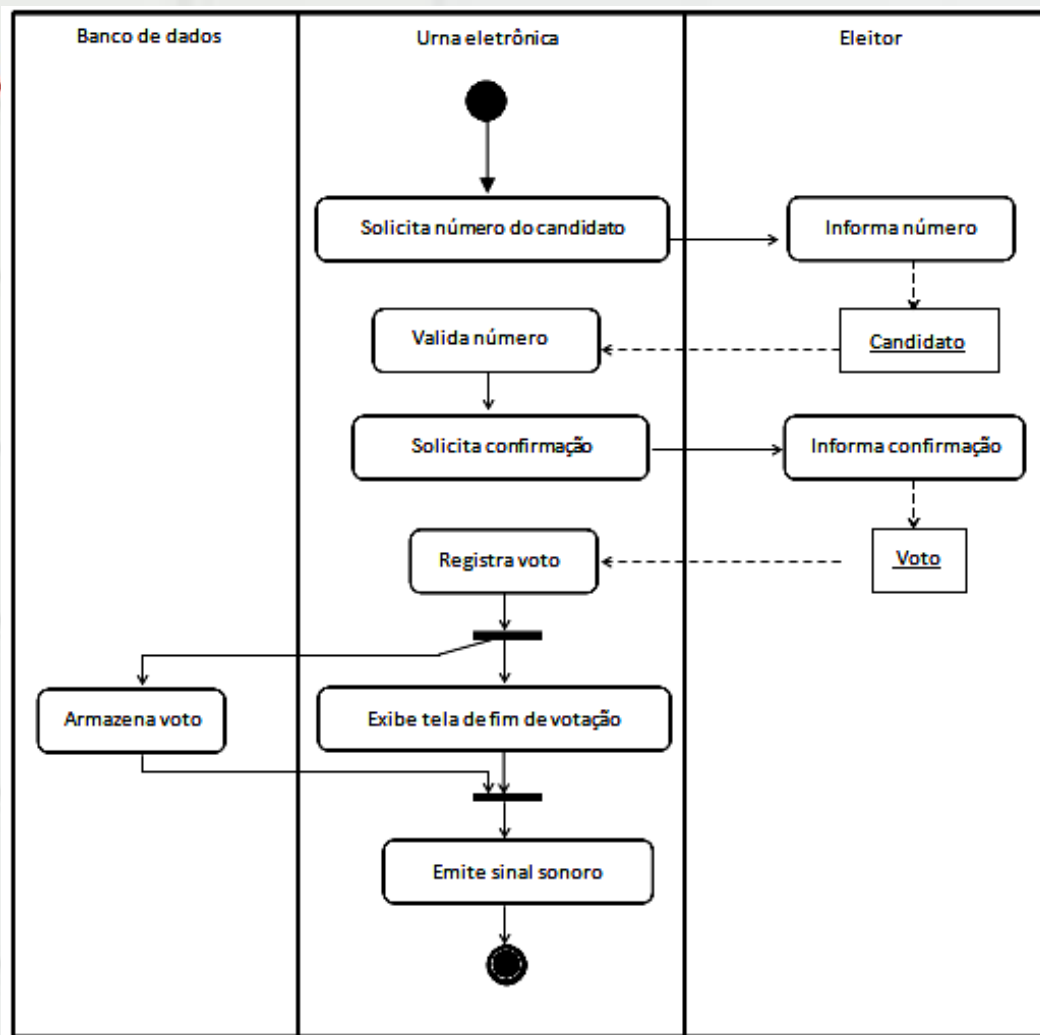 Banco de dados
Urna eletrônica
Eleitor
Solicita número do candidato
Informa número
Valida número
Candidato
Solicita confirmação
Informa confirmação
Registra voto
Voto
Armazena voto
Exibe tela de fim de votação
Emite sinal sonoro